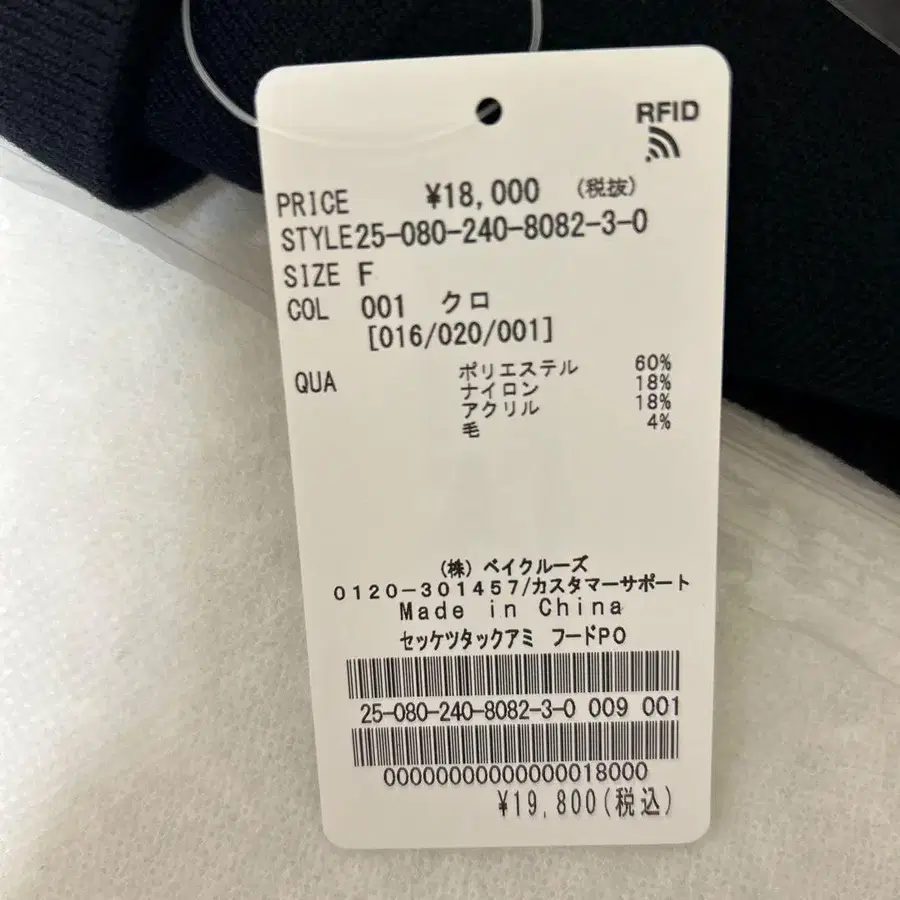 RFID
PRICE ¥18,000 (税抜)
STYLE25-080-240-8082-3-0
SIZE F
COL 001 クロ
[016/020/001]
QUA ポリエステル 60%
ナイロン 18%
アクリル 18%
毛 4%
(株) ベイクルーズ
0120-301457/カスタマーサポート
Made in China
セッケツタックアミ フードPO
25-080-240-8082-3-0 009 001
000000000000000018000
¥19,800(税込)